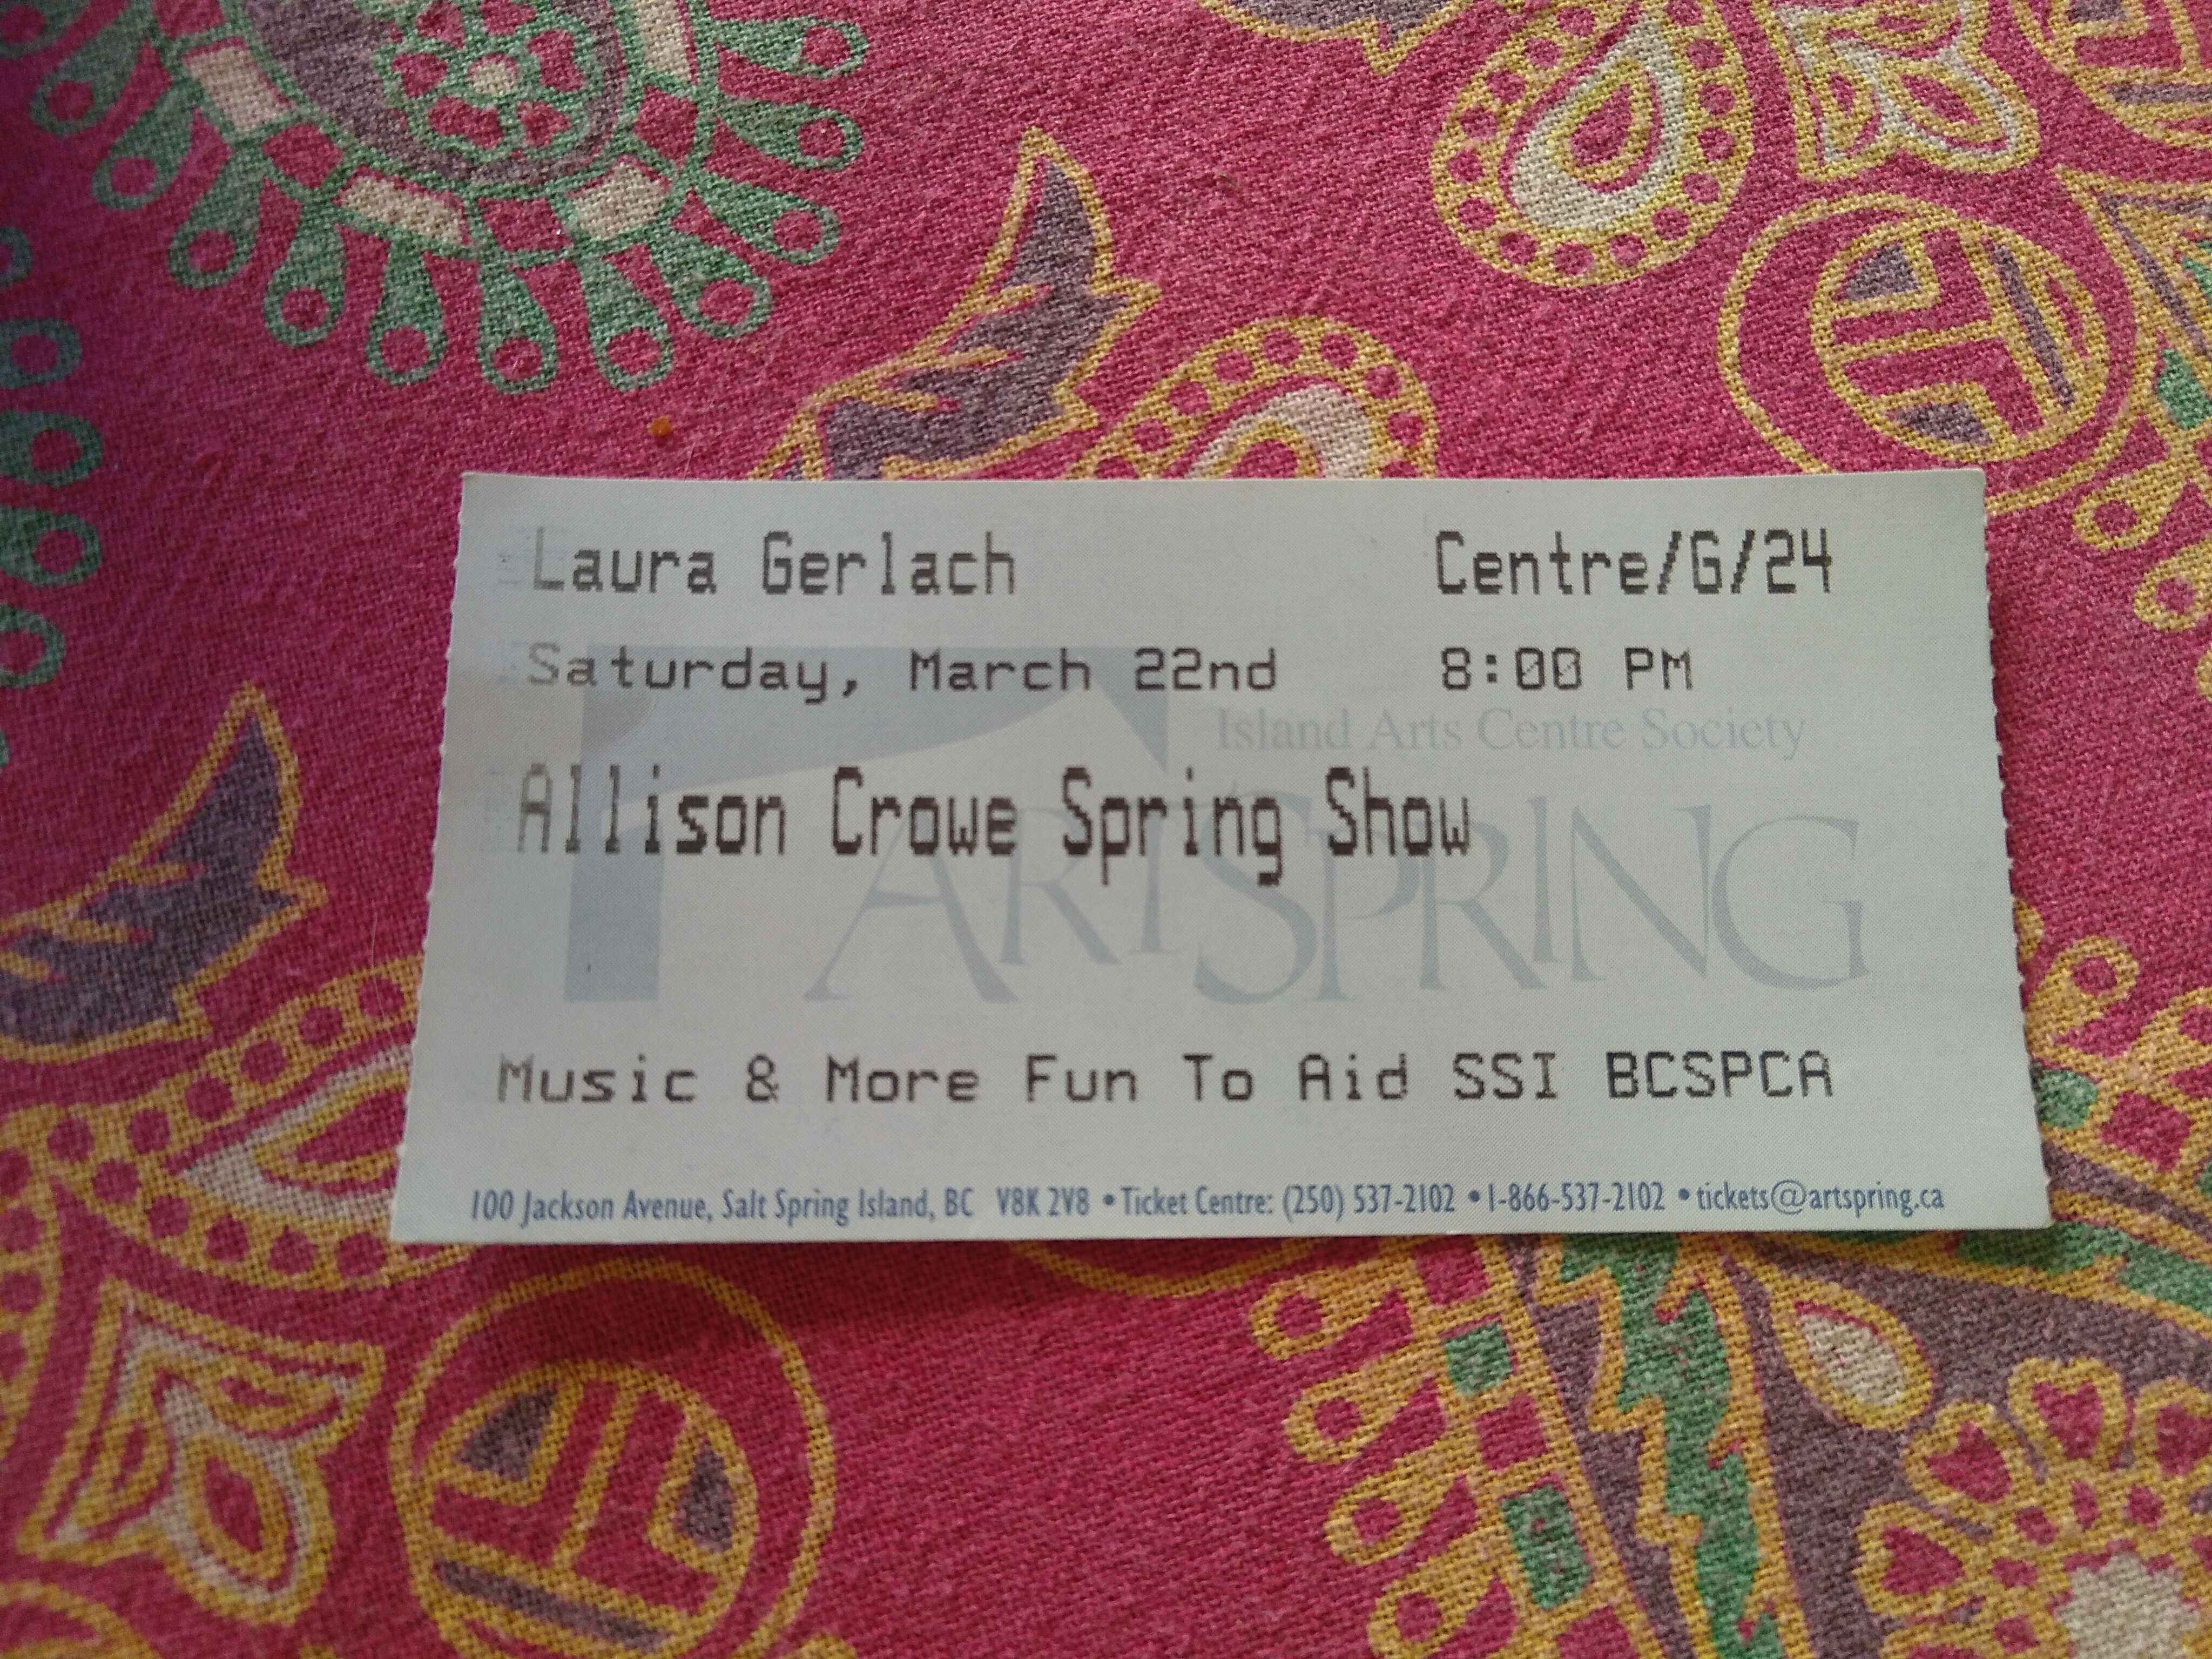 Laura Gerlach Centre/G/24
Saturday, March 22nd 8:00 PM
Island Arts Centre Society
Allison Crowe Spring Show
ARTSPRING
Music & More Fun To Aid SSI BCSPCA
100 Jackson Avenue, Salt Spring Island, BC V8K 2V8 • Ticket Centre: (250) 537-2102 • 1-866-537-2102 • tickets@artspring.ca